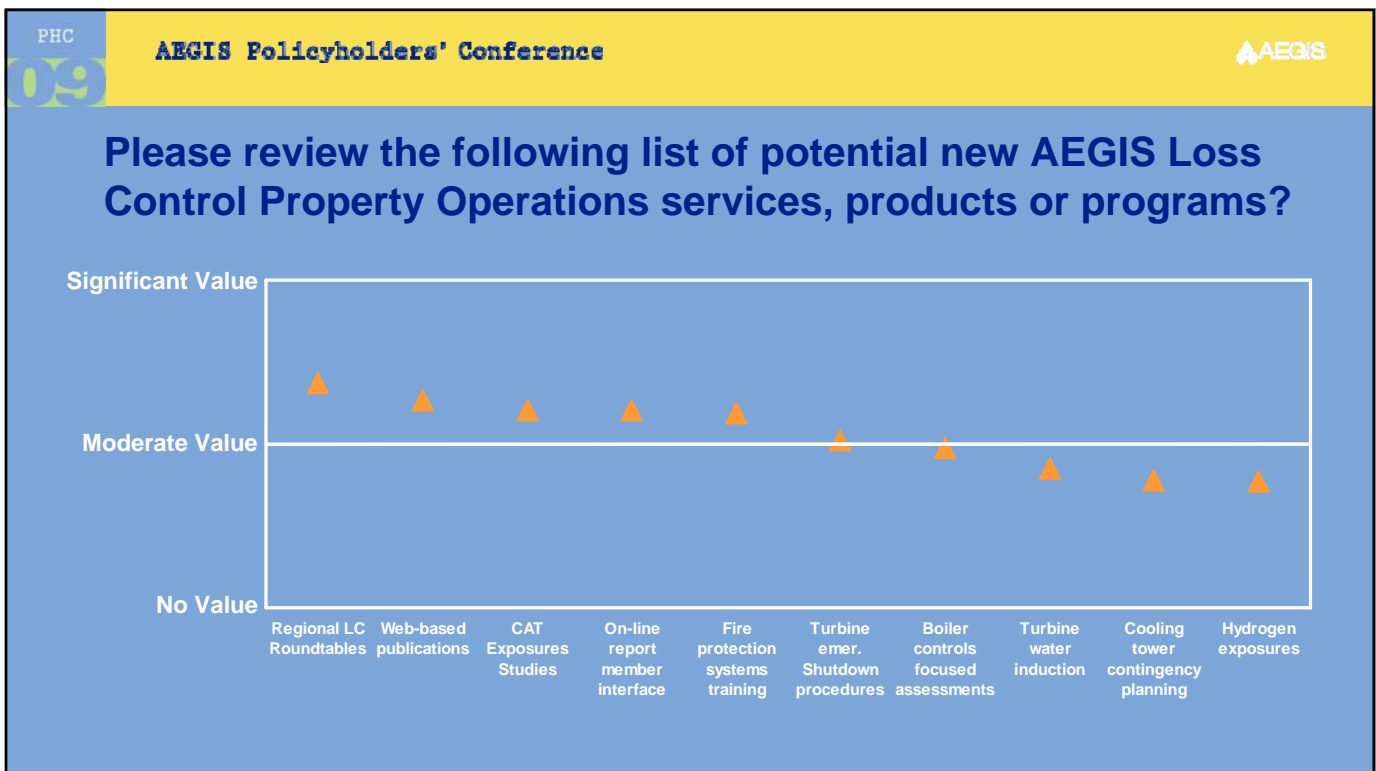 PHC
09
AEGIS Policyholders' Conference
AEGIS
Please review the following list of potential new AEGIS Loss
Control Property Operations services, products or programs?
Significant Value
Moderate Value
No Value
Regional LC
Roundtables
Web-based
publications
CAT
Exposures
Studies
On-line
report
member
interface
Fire
protection
systems
training
Turbine
emer.
Shutdown
procedures
Boiler
controls
focused
assessments
Turbine
water
induction
Cooling
tower
contingency
planning
Hydrogen
exposures